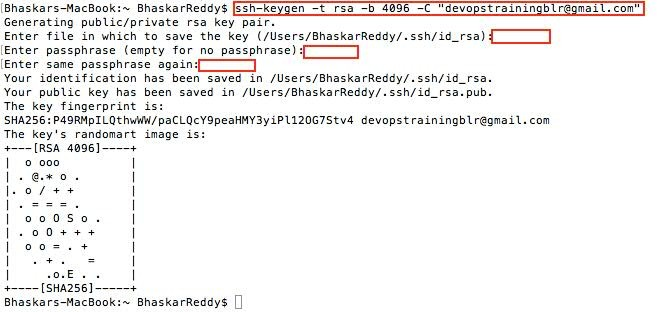 Bhaskars-MacBook:~ BhaskarReddy$ ssh-keygen -t rsa -b 4096 -C "devopstrainingblr@gmail.com"
Generating public/private rsa key pair.
Enter file in which to save the key (/Users/BhaskarReddy/.ssh/id_rsa):
Enter passphrase (empty for no passphrase):
Enter same passphrase again:
Your identification has been saved in /Users/BhaskarReddy/.ssh/id_rsa.
Your public key has been saved in /Users/BhaskarReddy/.ssh/id_rsa.pub.
The key fingerprint is:
SHA256:P49RMpILQthwWW/paCLQcY9peaHMY3yiPl12OG7Stv4 devopstrainingblr@gmail.com
The key's randomart image is:
+---[RSA 4096]----+
|  o ooo          |
| . @.* o .       |
|. o / + +        |
| . = = = .       |
|  o o O S o .    |
| . o O + + +     |
|  o o = . +      |
|   . + .   =     |
|     .o.E . .    |
+----[SHA256]-----+
Bhaskars-MacBook:~ BhaskarReddy$